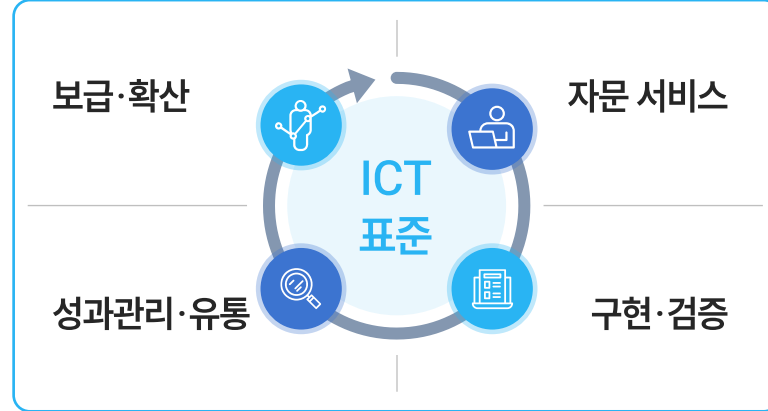 보급·확산
자문 서비스
ICT
표준
성과관리·유통
구현·검증